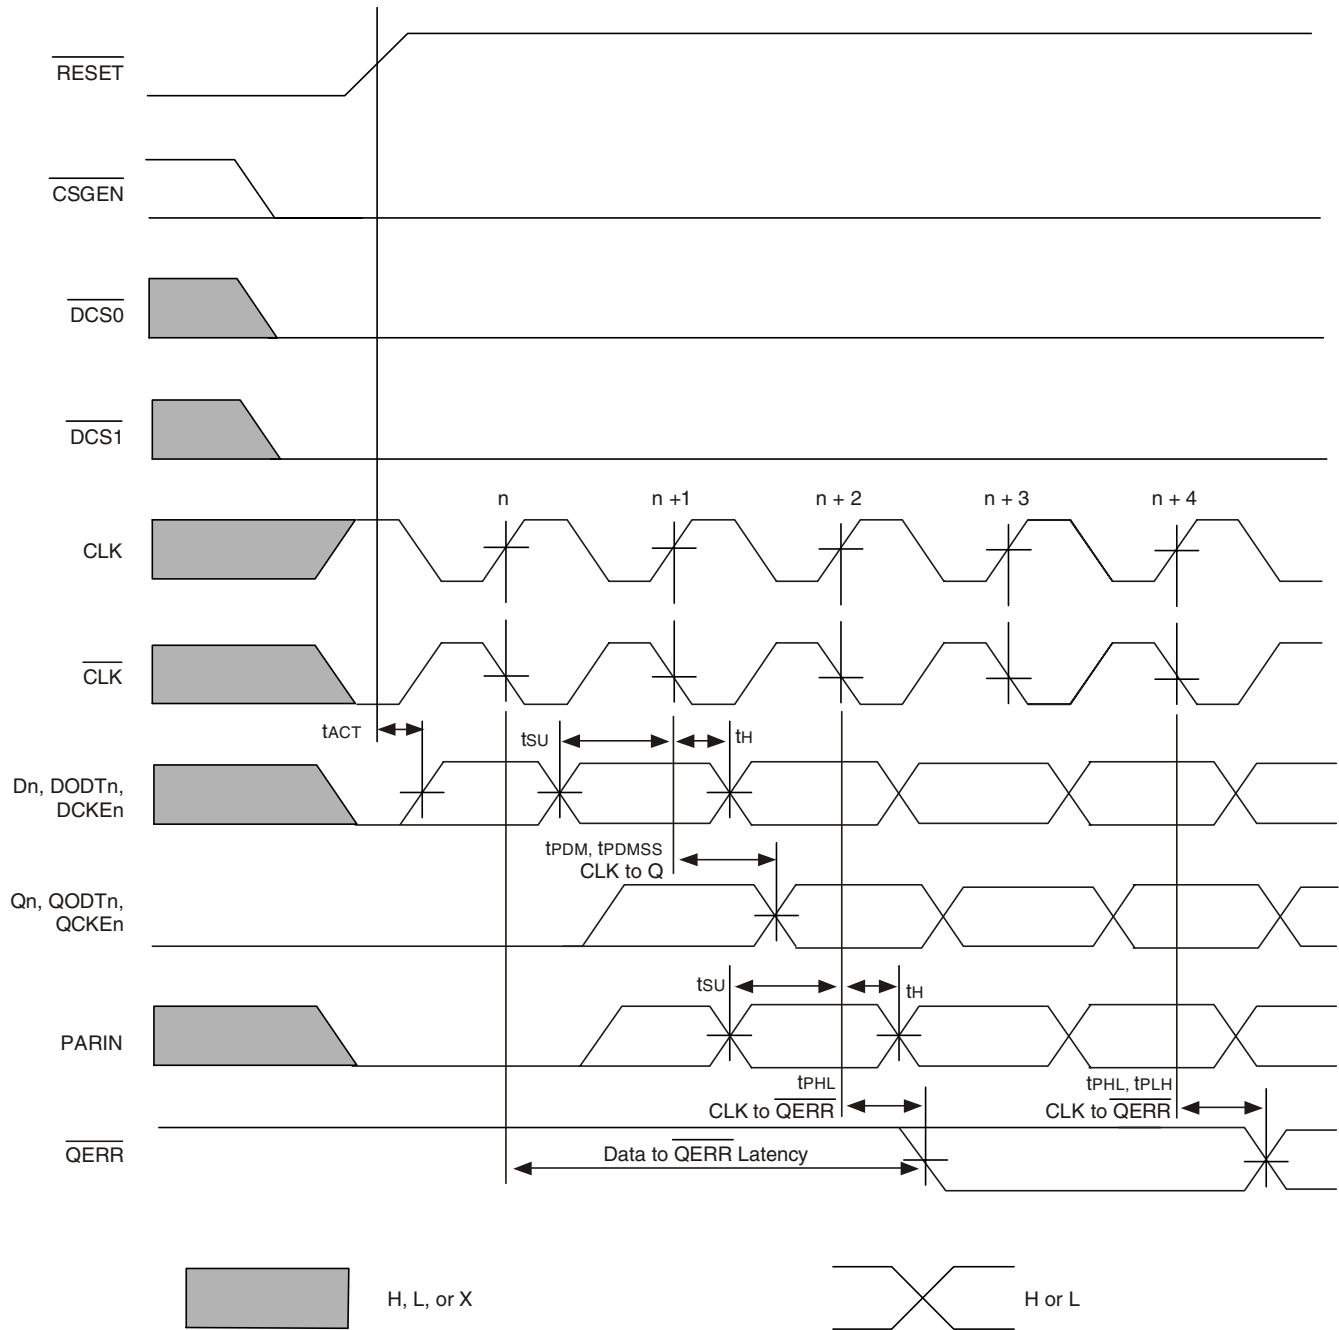 RESET
CSGEN
DCS0
DCS1
n
n +1
n + 2
n + 3
n + 4
CLK
CLK
tACT
tSU
tH
Dn, DODTn,
DCKEn
tPDM, tPDMSS
CLK to Q
Qn, QODTn,
QCKEn
tSU
tH
PARIN
tPHL
CLK to QERR
tPHL, tPLH
CLK to QERR
QERR
Data to QERR Latency
H, L, or X
H or L